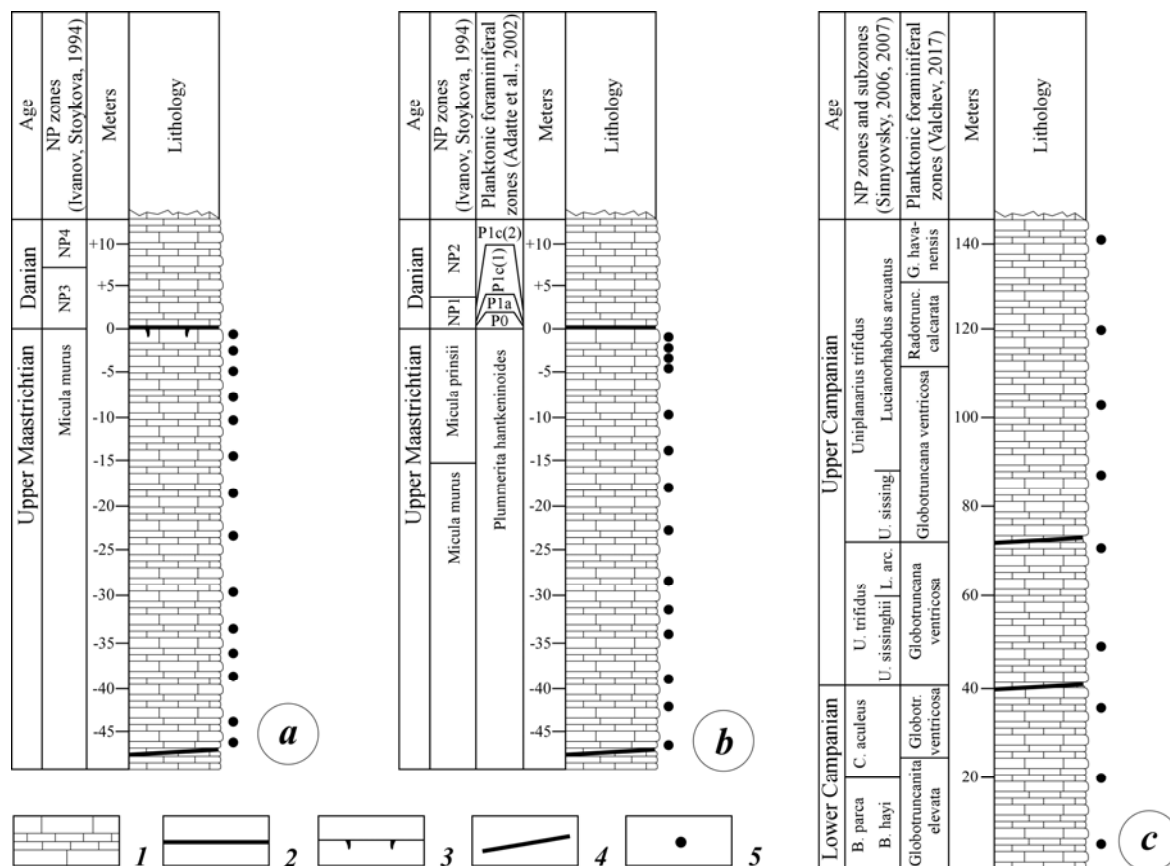 Age
NP zones
(Ivanov, Stoykova, 1994)
Meters
Lithology
Danian
Upper Maastrichtian
NP4
NP3
Micula murus
+10
+5
0
-5
-10
-15
-20
-25
-30
-35
-40
-45
a
Age
NP zones
(Ivanov, Stoykova, 1994)
Planktonic foraminiferal
zones (Adatte et al., 2002)
Meters
Lithology
Danian
Upper Maastrichtian
NP2
NP1
Micula prinsii
Micula murus
P1c(2)
P1c(1)
P1a
P0
Plummerita hantkeninoides
+10
+5
0
-5
-10
-15
-20
-25
-30
-35
-40
-45
b
Age
NP zones and subzones
(Sinnyovsky, 2006, 2007)
Planktonic foraminiferal
zones (Valchev, 2017)
Meters
Lithology
Upper Campanian
Lower Campanian
Uniplanarius trifidus
Lucianorhabdus arcuatus
U. sissing.
U. trifidus
L. arc.
U. sissinghii
C. aculeus
B. parca
B. hayi
G. hava-
nensis
Radotrunc.
calcarata
Globotruncana ventricosa
Globotruncana
ventricosa
Globotr.
ventricosa
Globotruncanita
elevata
140
120
100
80
60
40
20
c
1
2
3
4
5